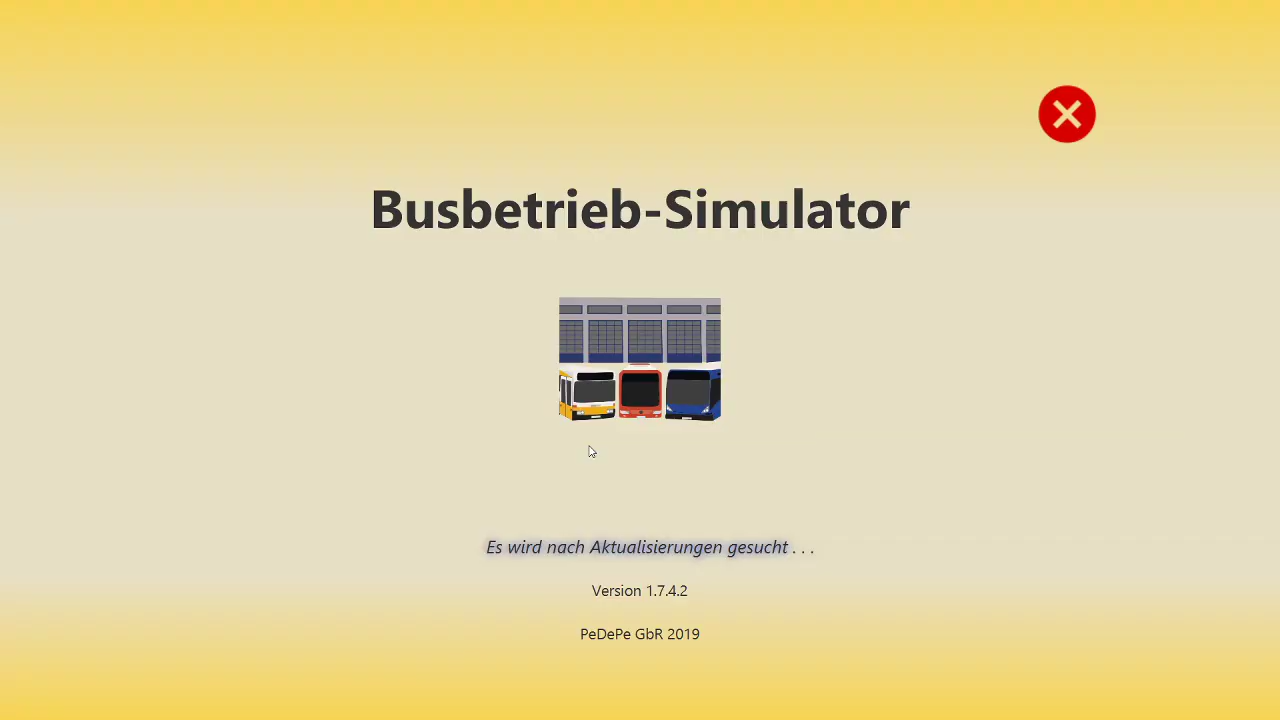 Busbetrieb-Simulator
Es wird nach Aktualisierungen gesucht . . .
Version 1.7.4.2
PeDePe GbR 2019